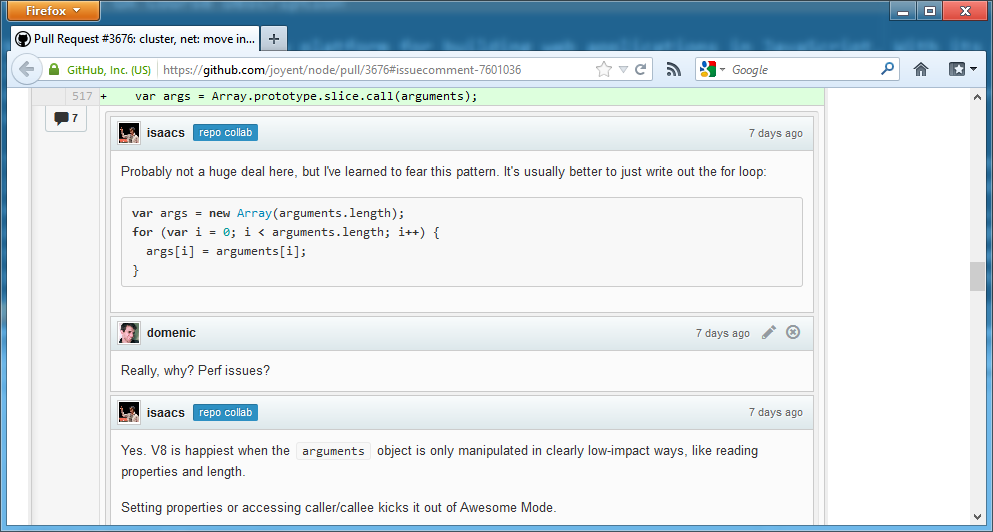 Firefox
Pull Request #3676: cluster, net: move in...
GitHub, Inc. (US)
https://github.com/joyent/node/pull/3676#issuecomment-7601036
Google
517 + var args = Array.prototype.slice.call(arguments);
7
isaacs repo collab 7 days ago
Probably not a huge deal here, but I've learned to fear this pattern. It's usually better to just write out the for loop:
var args = new Array(arguments.length);
for (var i = 0; i < arguments.length; i++) {
  args[i] = arguments[i];
}
domenic 7 days ago
Really, why? Perf issues?
isaacs repo collab 7 days ago
Yes. V8 is happiest when the arguments object is only manipulated in clearly low-impact ways, like reading
properties and length.
Setting properties or accessing caller/callee kicks it out of Awesome Mode.